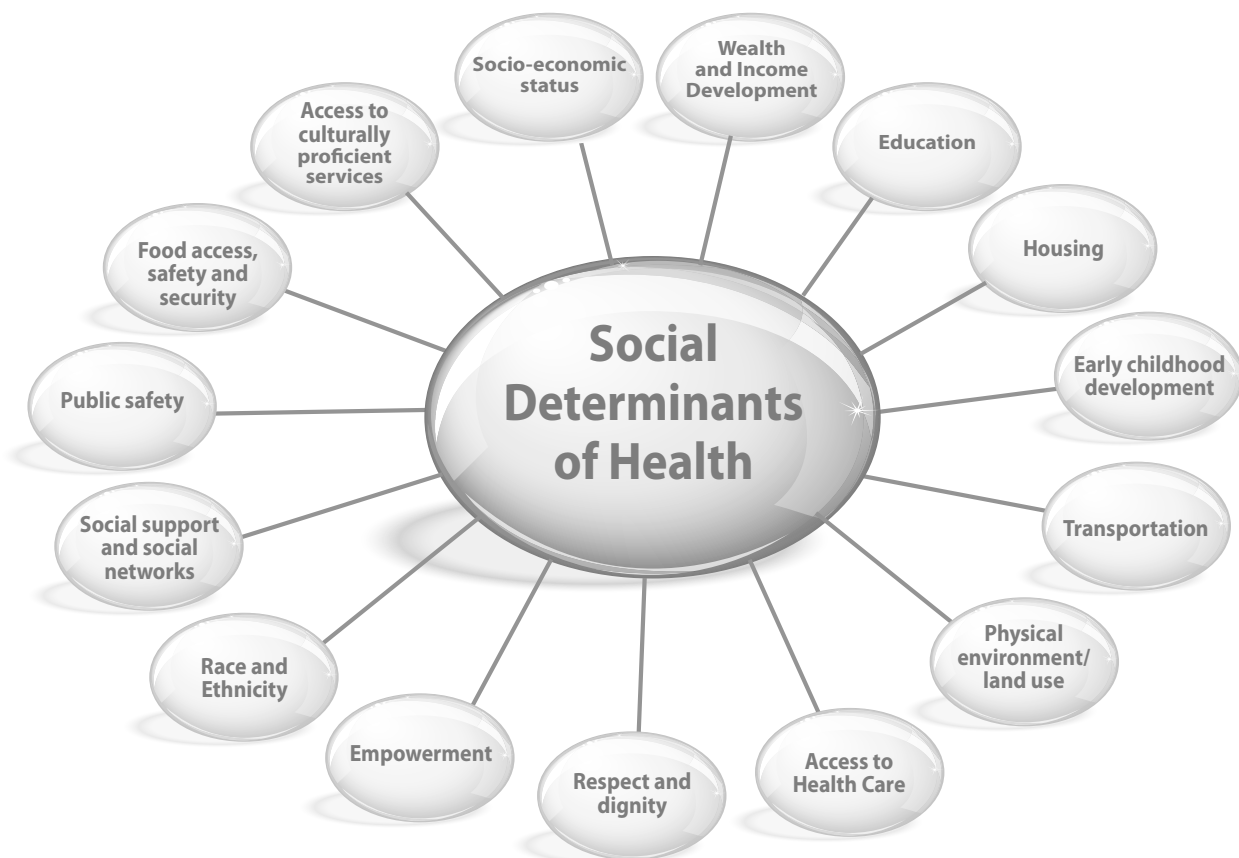 Social
Determinants
of Health
Socio-economic
status
Wealth
and Income
Development
Education
Housing
Early childhood
development
Transportation
Physical
environment/
land use
Access to
Health Care
Respect and
dignity
Empowerment
Race and
Ethnicity
Social support
and social
networks
Public safety
Food access,
safety and
security
Access to
culturally
proficient
services